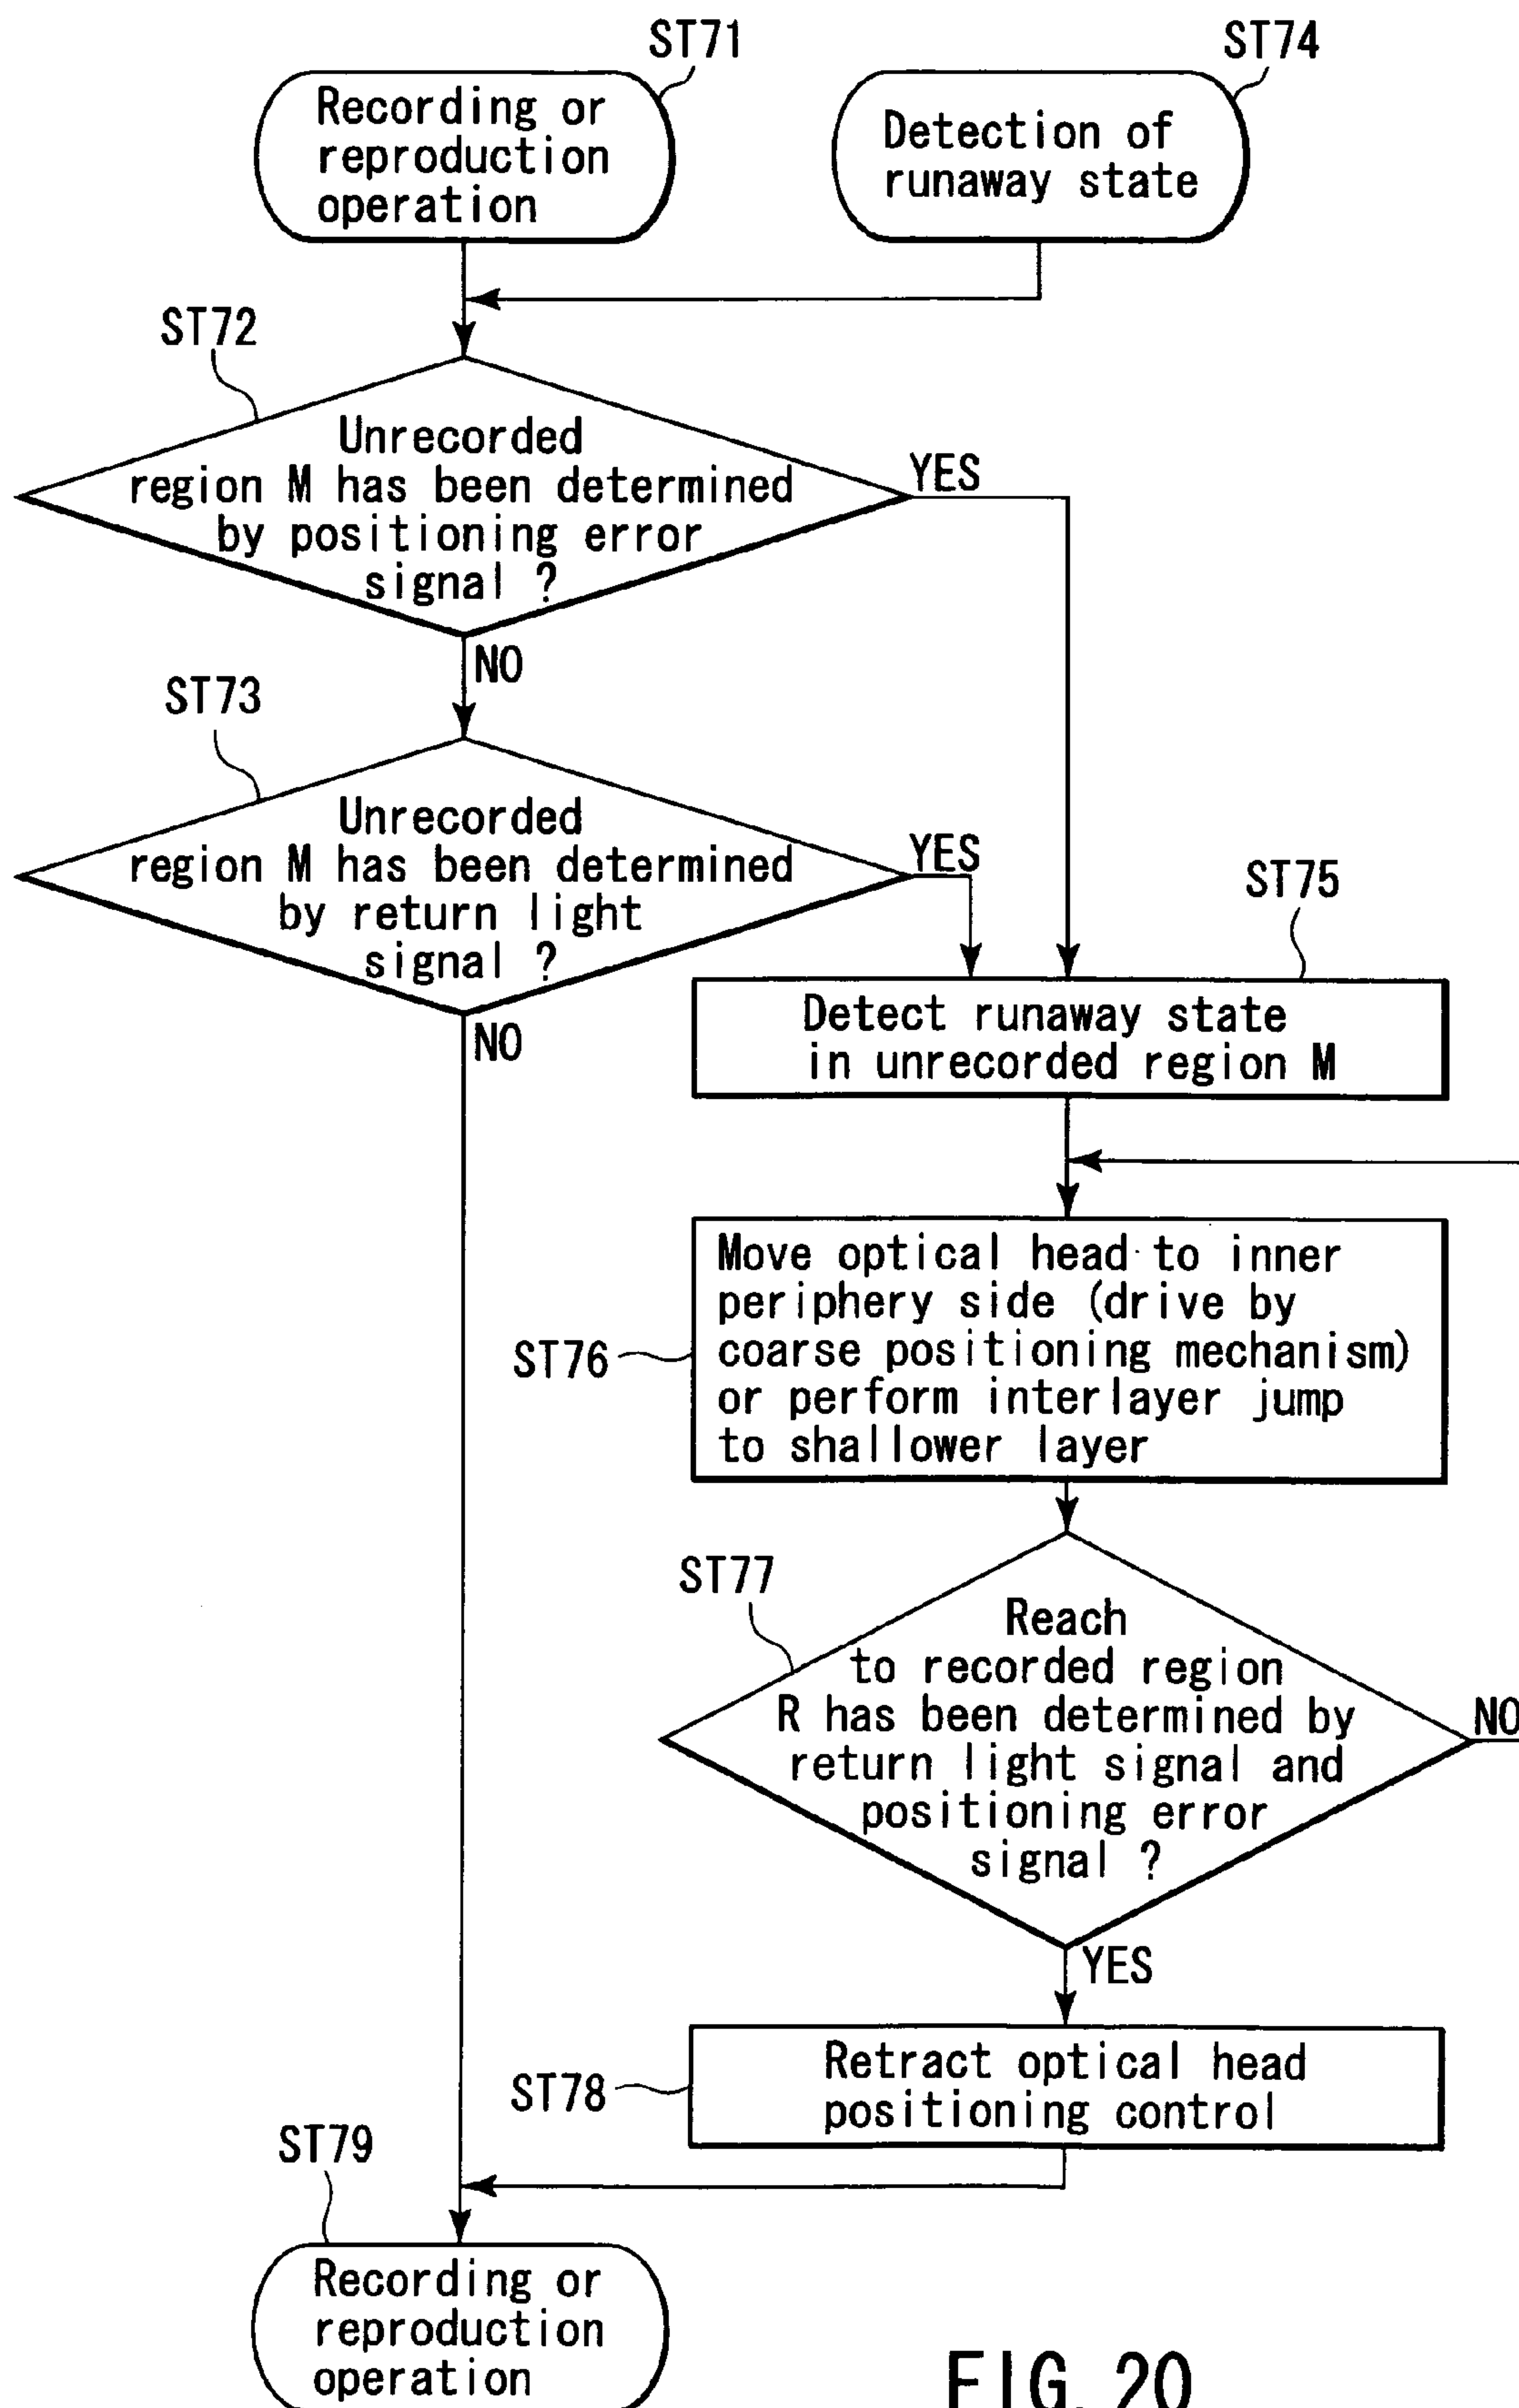 ST71
Recording or
reproduction
operation
ST74
Detection of
runaway state
ST72
Unrecorded
region M has been determined
by positioning error
signal ?
YES
NO
ST73
Unrecorded
region M has been determined
by return light
signal ?
YES
NO
ST75
Detect runaway state
in unrecorded region M
ST76
Move optical head to inner
periphery side (drive by
coarse positioning mechanism)
or perform interlayer jump
to shallower layer
ST77
Reach
to recorded region
R has been determined by
return light signal and
positioning error
signal ?
NO
YES
ST78
Retract optical head
positioning control
ST79
Recording or
reproduction
operation
FIG. 20